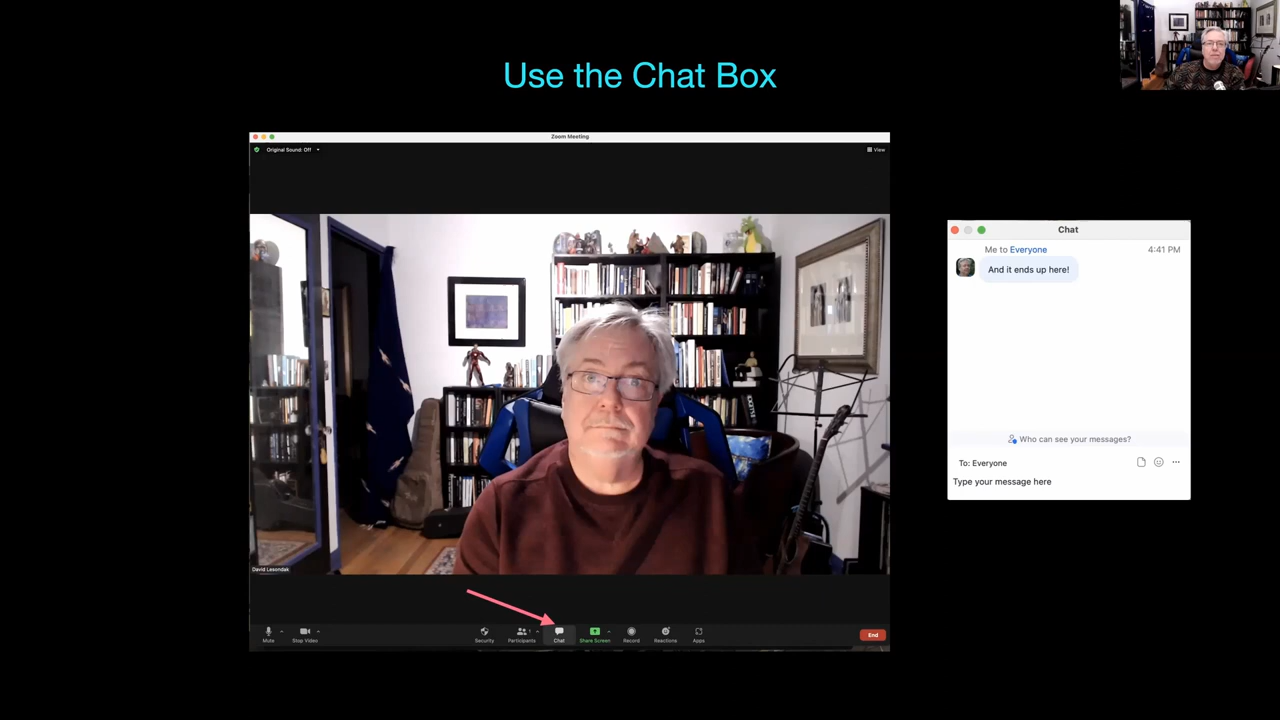 Use the Chat Box
Zoom Meeting
Original Sound: Off
View
David Lesondak
Mute
Stop Video
Security
Participants
1
Chat
Share Screen
Record
Reactions
Apps
End
Chat
Me to Everyone
4:41 PM
And it ends up here!
Who can see your messages?
To: Everyone
Type your message here